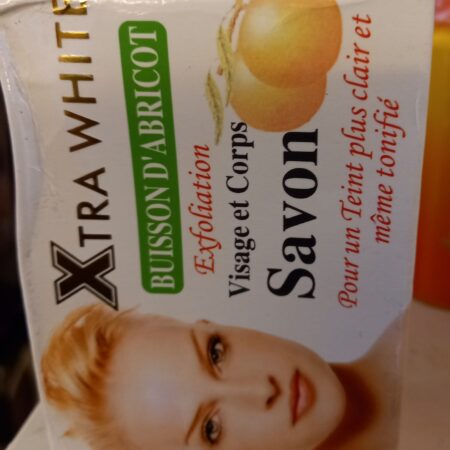 XTRA WHITE
BUISSON D'ABRICOT
Exfoliation
Visage et Corps
Savon
Pour un Teint plus clair et
même tonifié